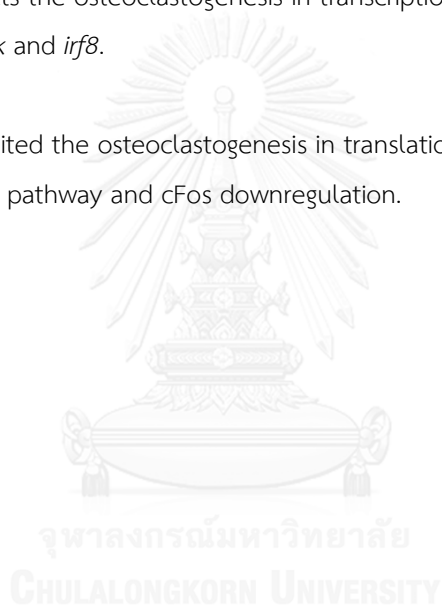 ts the osteoclastogenesis in transcription
k and irf8.
ited the osteoclastogenesis in translatio
pathway and cFos downregulation.
จุฬาลงกรณ์มหาวิทยาลัย
CHULALONGKORN UNIVERSITY